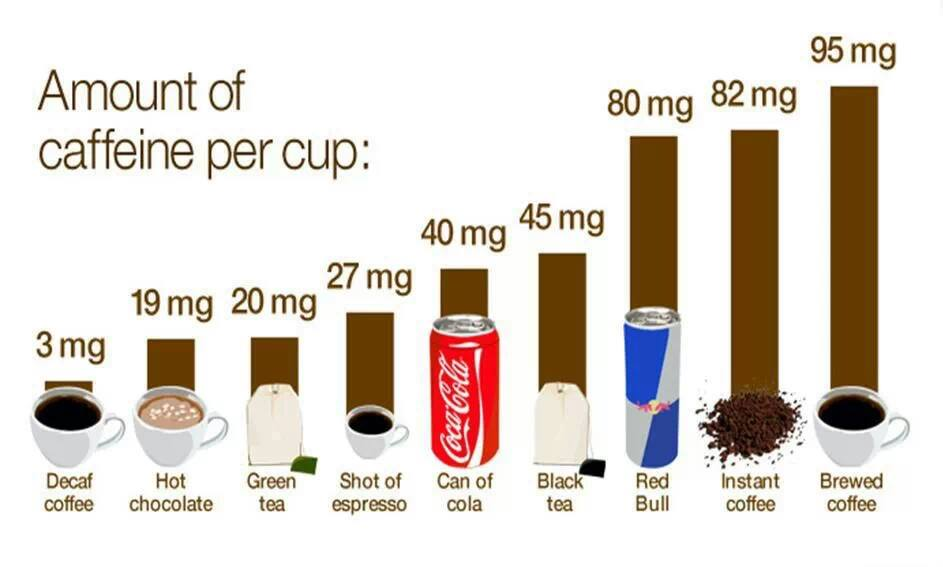 Amount of
caffeine per cup:
3 mg
19 mg
20 mg
27 mg
40 mg
45 mg
80 mg
82 mg
95 mg
Coca-Cola
Decaf
coffee
Hot
chocolate
Green
tea
Shot of
espresso
Can of
cola
Black
tea
Red
Bull
Instant
coffee
Brewed
coffee